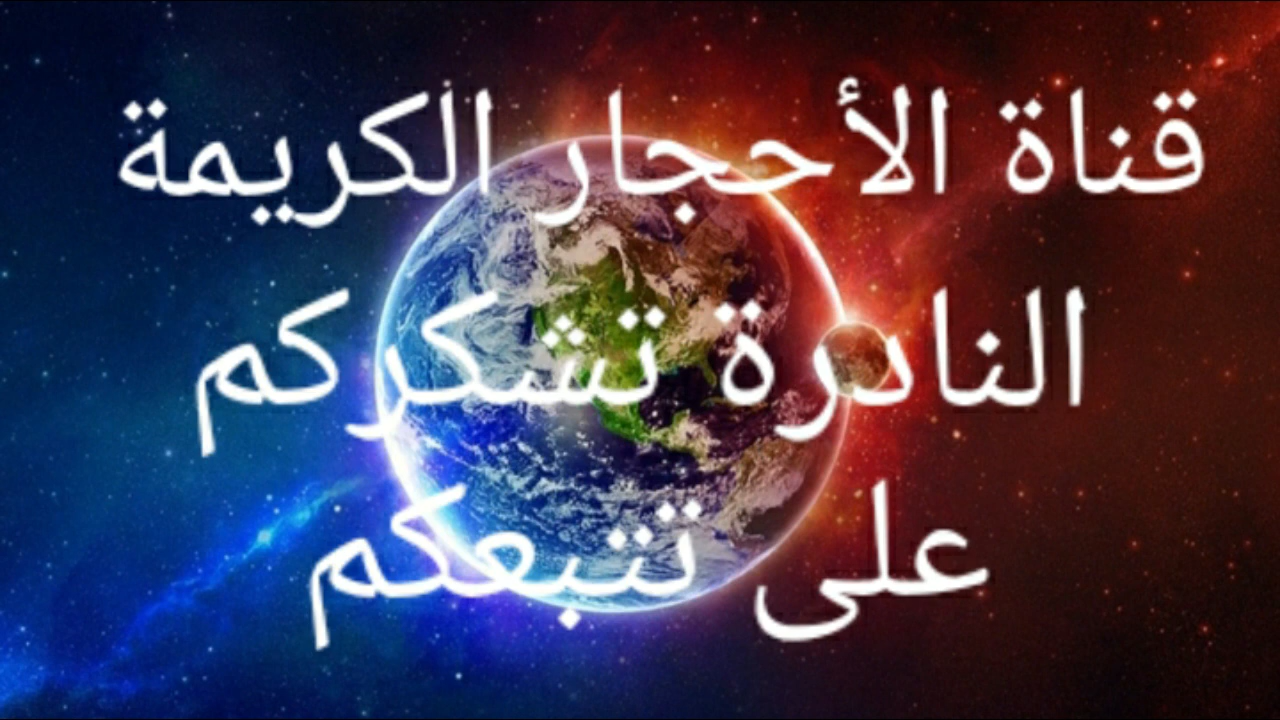 قناة الأحجار الكريمة
النادرة تشكركم
على تتبعكم